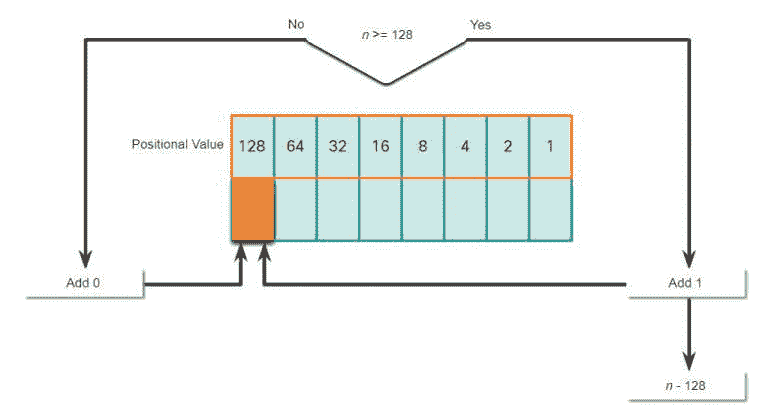 No
n >= 128
Yes
Positional Value 128 64 32 16 8 4 2 1
Add 0
Add 1
n - 128